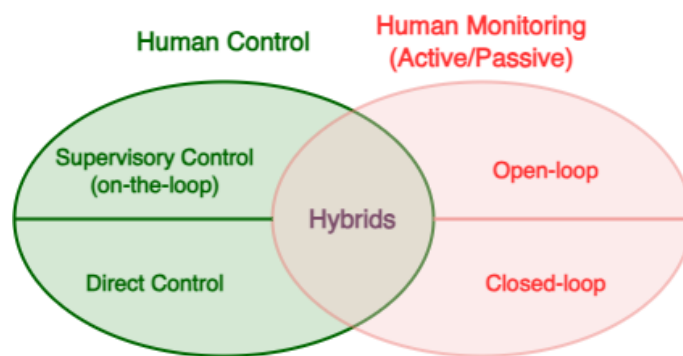 Human Control
Human Monitoring
(Active/Passive)
Supervisory Control
(on-the-loop)
Direct Control
Hybrids
Open-loop
Closed-loop